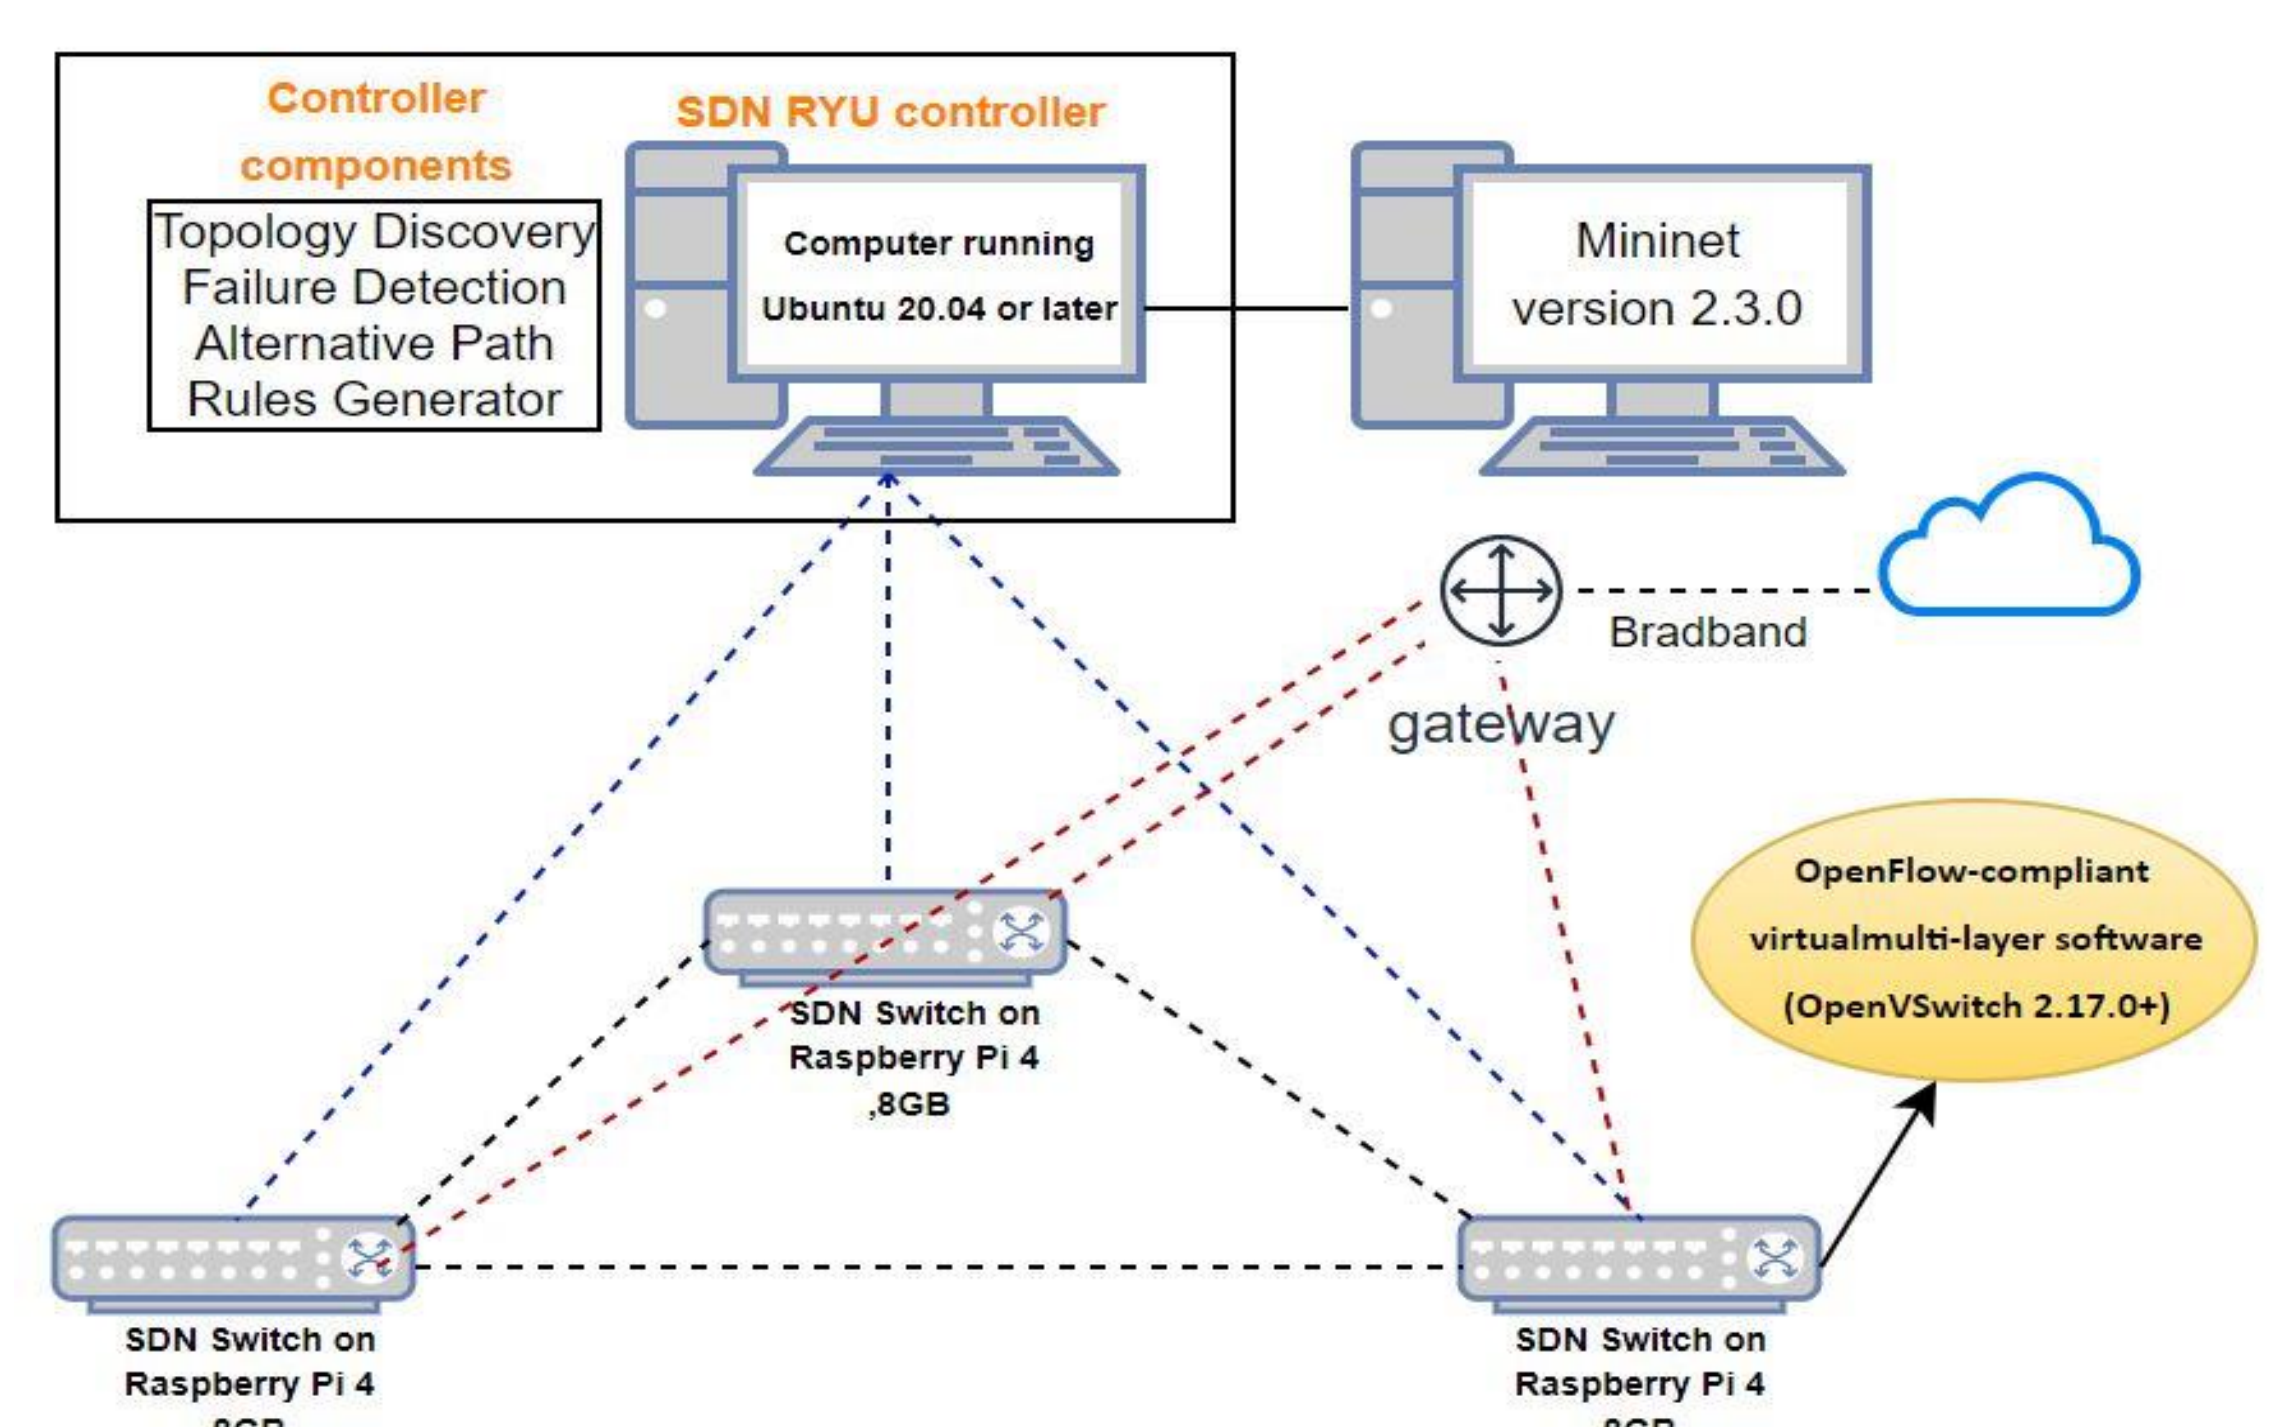 Controller
components
Topology Discovery
Failure Detection
Alternative Path
Rules Generator
SDN RYU controller
Computer running
Ubuntu 20.04 or later
Mininet
version 2.3.0
Bradband
gateway
OpenFlow-compliant
virtualmulti-layer software
(OpenVSwitch 2.17.0+)
SDN Switch on
Raspberry Pi 4
,8GB
SDN Switch on
Raspberry Pi 4
8GB
SDN Switch on
Raspberry Pi 4
8GB